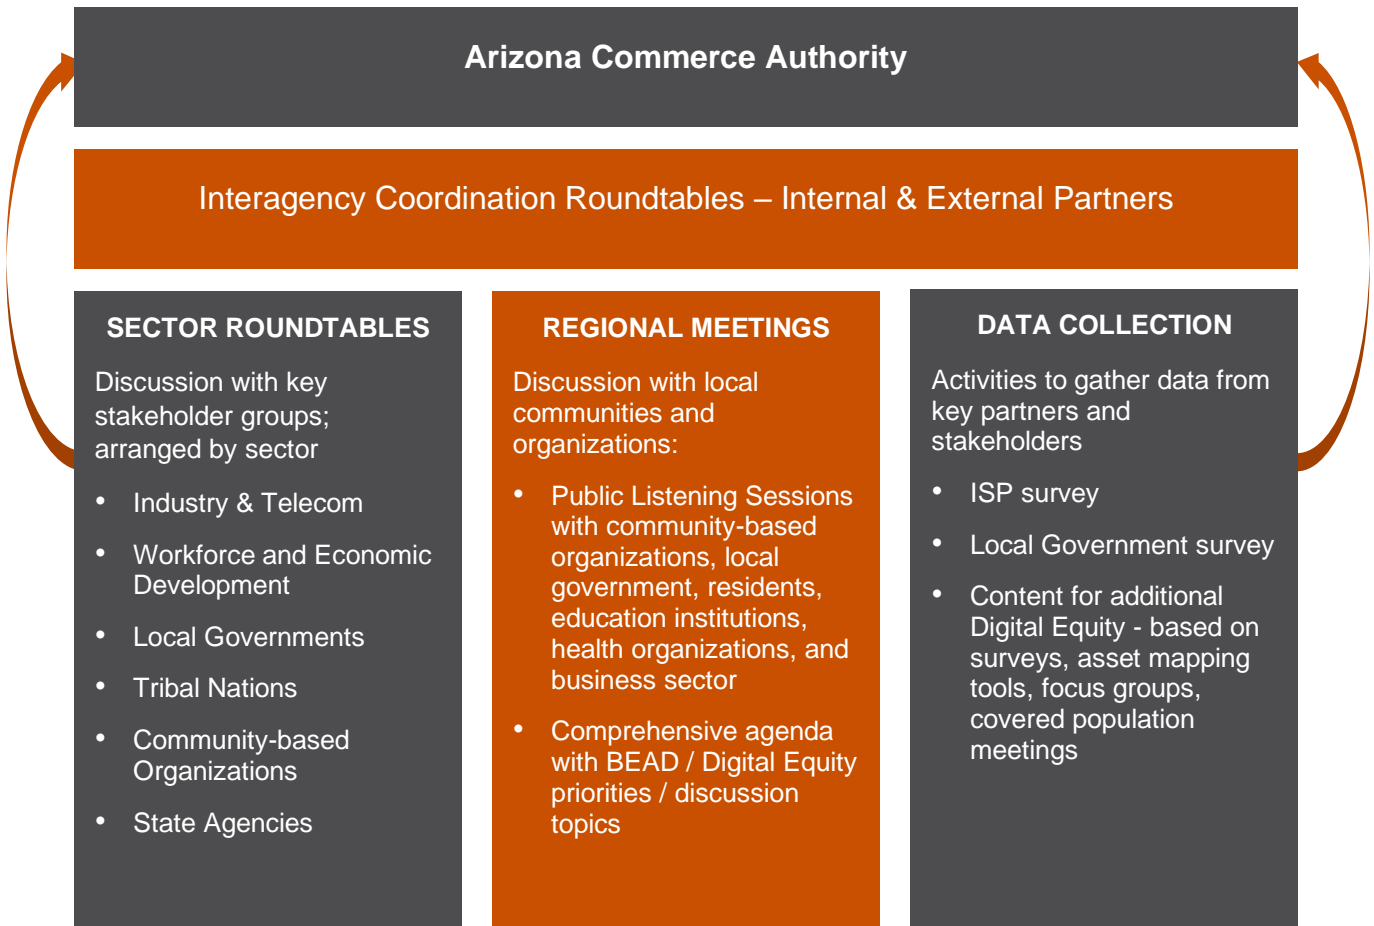 Arizona Commerce Authority
Interagency Coordination Roundtables – Internal & External Partners
SECTOR ROUNDTABLES
Discussion with key
stakeholder groups;
arranged by sector
• Industry & Telecom
• Workforce and Economic
Development
• Local Governments
• Tribal Nations
• Community-based
Organizations
• State Agencies
REGIONAL MEETINGS
Discussion with local
communities and
organizations:
• Public Listening Sessions
with community-based
organizations, local
government, residents,
education institutions,
health organizations, and
business sector
• Comprehensive agenda
with BEAD / Digital Equity
priorities / discussion
topics
DATA COLLECTION
Activities to gather data from
key partners and
stakeholders
• ISP survey
• Local Government survey
• Content for additional
Digital Equity - based on
surveys, asset mapping
tools, focus groups,
covered population
meetings